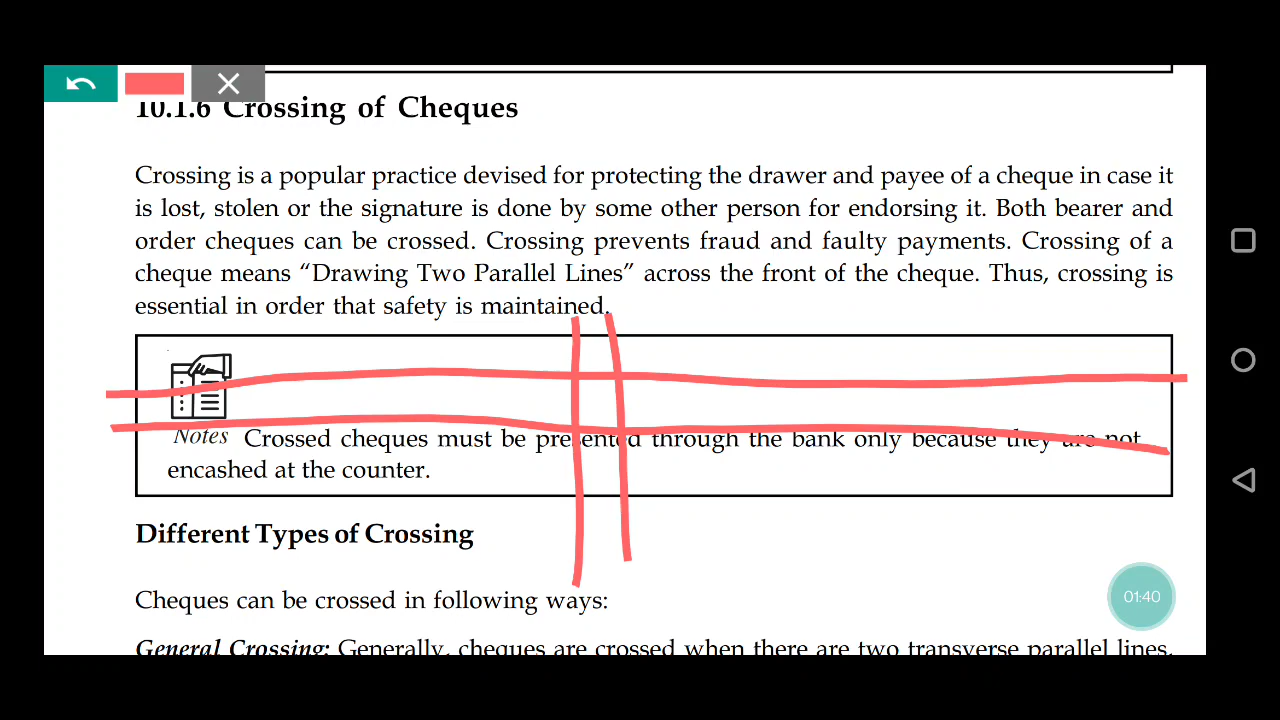 10.1.6 Crossing of Cheques
Crossing is a popular practice devised for protecting the drawer and payee of a cheque in case it
is lost, stolen or the signature is done by some other person for endorsing it. Both bearer and
order cheques can be crossed. Crossing prevents fraud and faulty payments. Crossing of a
cheque means “Drawing Two Parallel Lines” across the front of the cheque. Thus, crossing is
essential in order that safety is maintained.
Notes Crossed cheques must be presented through the bank only because they are not
encashed at the counter.
Different Types of Crossing
Cheques can be crossed in following ways:
01:40
General Crossing: Generally, cheques are crossed when there are two transverse parallel lines,